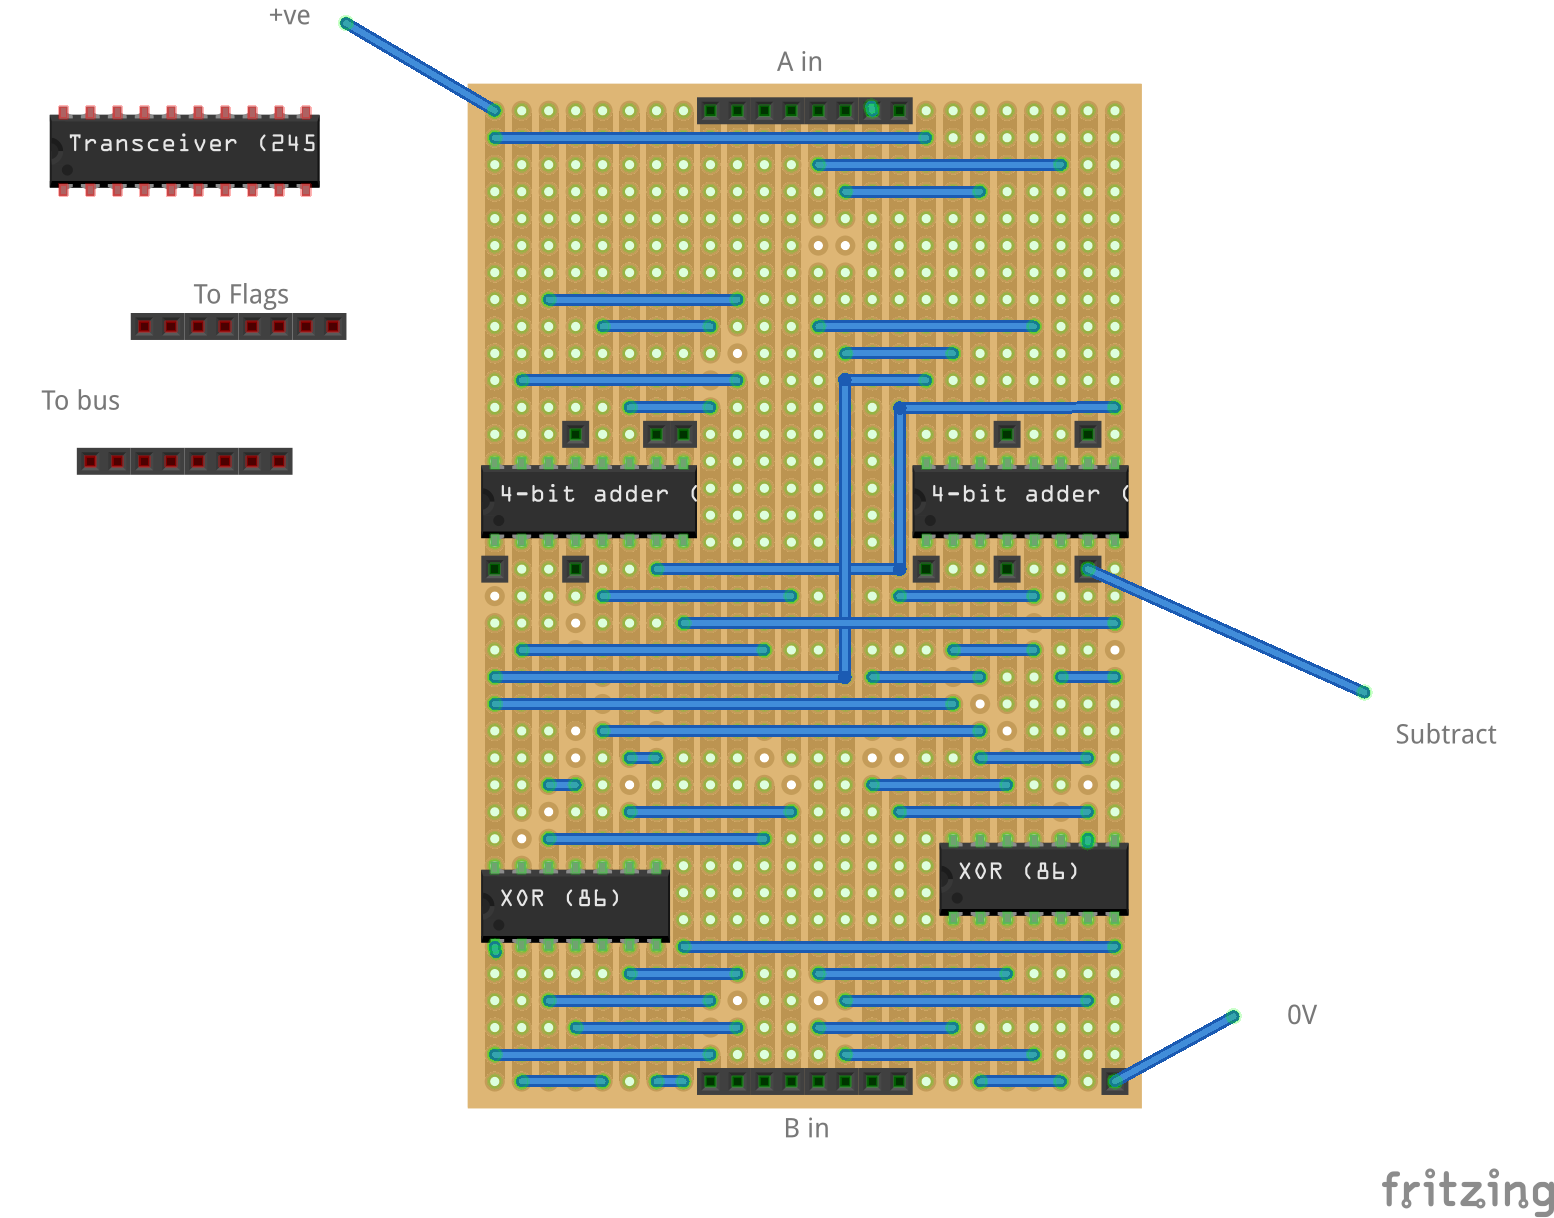 +ve
A in
Transceiver (245
To Flags
To bus
4-bit adder (
4-bit adder (
Subtract
XOR (86)
XOR (86)
0V
B in
fritzing